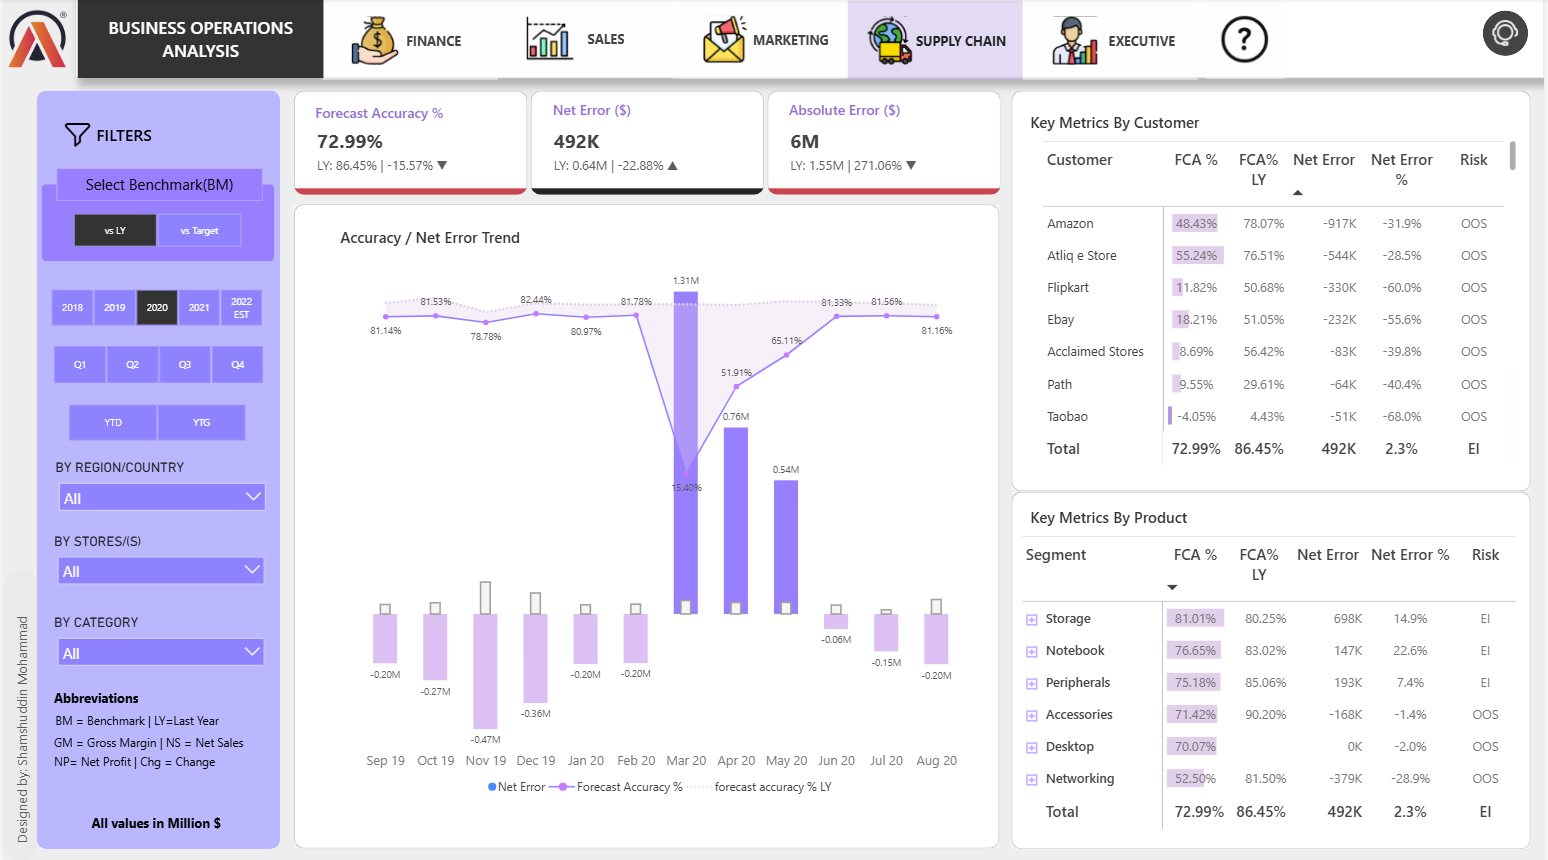 BUSINESS OPERATIONS
ANALYSIS
FINANCE
SALES
MARKETING
SUPPLY CHAIN
EXECUTIVE
?
®
FILTERS
Select Benchmark(BM)
vs LY
vs Target
2018
2019
2020
2021
2022
EST
Q1
Q2
Q3
Q4
YTD
YTG
BY REGION/COUNTRY
All
BY STORES/(S)
All
BY CATEGORY
All
Abbreviations
BM = Benchmark | LY=Last Year
GM = Gross Margin | NS = Net Sales
NP= Net Profit | Chg = Change
All values in Million $
Designed by: Shamshuddin Mohammad
Forecast Accuracy %
72.99%
LY: 86.45% | -15.57% ▼
Net Error ($)
492K
LY: 0.64M | -22.88% ▲
Absolute Error ($)
6M
LY: 1.55M | 271.06% ▼
Accuracy / Net Error Trend
1.31M
81.14%
81.53%
78.78%
82.44%
80.97%
81.78%
15.40%
51.91%
65.11%
81.33%
81.56%
81.16%
0.76M
0.54M
-0.20M
-0.27M
-0.47M
-0.36M
-0.20M
-0.20M
-0.06M
-0.15M
-0.20M
Sep 19 Oct 19 Nov 19 Dec 19 Jan 20 Feb 20 Mar 20 Apr 20 May 20 Jun 20 Jul 20 Aug 20
Net Error Forecast Accuracy % forecast accuracy % LY
Key Metrics By Customer
Customer FCA % FCA% LY Net Error Net Error % Risk
Amazon 48.43% 78.07% -917K -31.9% OOS
Atliq e Store 55.24% 76.51% -544K -28.5% OOS
Flipkart 11.82% 50.68% -330K -60.0% OOS
Ebay 18.21% 51.05% -232K -55.6% OOS
Acclaimed Stores 8.69% 56.42% -83K -39.8% OOS
Path 9.55% 29.61% -64K -40.4% OOS
Taobao -4.05% 4.43% -51K -68.0% OOS
Total 72.99% 86.45% 492K 2.3% EI
Key Metrics By Product
Segment FCA % FCA% LY Net Error Net Error % Risk
Storage 81.01% 80.25% 698K 14.9% EI
Notebook 76.65% 83.02% 147K 22.6% EI
Peripherals 75.18% 85.06% 193K 7.4% EI
Accessories 71.42% 90.20% -168K -1.4% OOS
Desktop 70.07% 0K -2.0% OOS
Networking 52.50% 81.50% -379K -28.9% OOS
Total 72.99% 86.45% 492K 2.3% EI